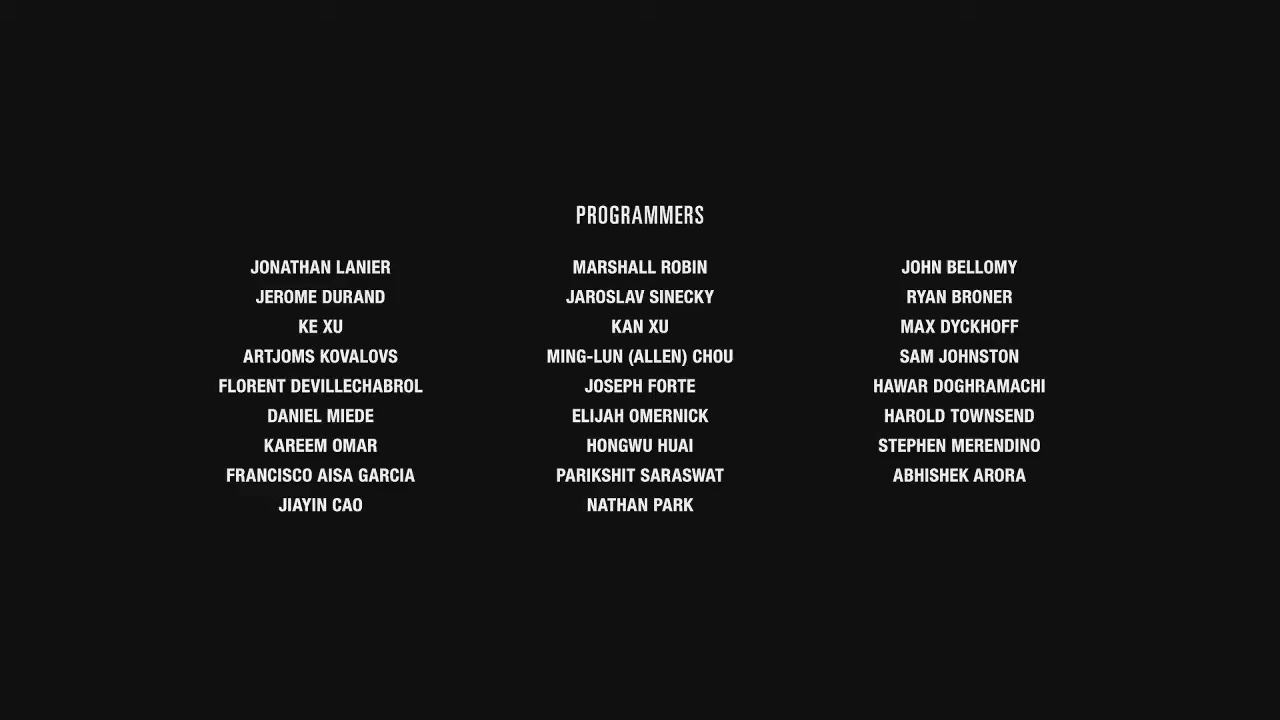 PROGRAMMERS
JONATHAN LANIER
JEROME DURAND
KE XU
ARTJOMS KOVALOVS
FLORENT DEVILLECHABROL
DANIEL MIEDE
KAREEM OMAR
FRANCISCO AISA GARCIA
JIAYIN CAO
MARSHALL ROBIN
JAROSLAV SINECKY
KAN XU
MING-LUN (ALLEN) CHOU
JOSEPH FORTE
ELIJAH OMERNICK
HONGWU HUAI
PARIKSHIT SARASWAT
NATHAN PARK
JOHN BELLOMY
RYAN BRONER
MAX DYCKHOFF
SAM JOHNSTON
HAWAR DOGHRAMACHI
HAROLD TOWNSEND
STEPHEN MERENDINO
ABHISHEK ARORA